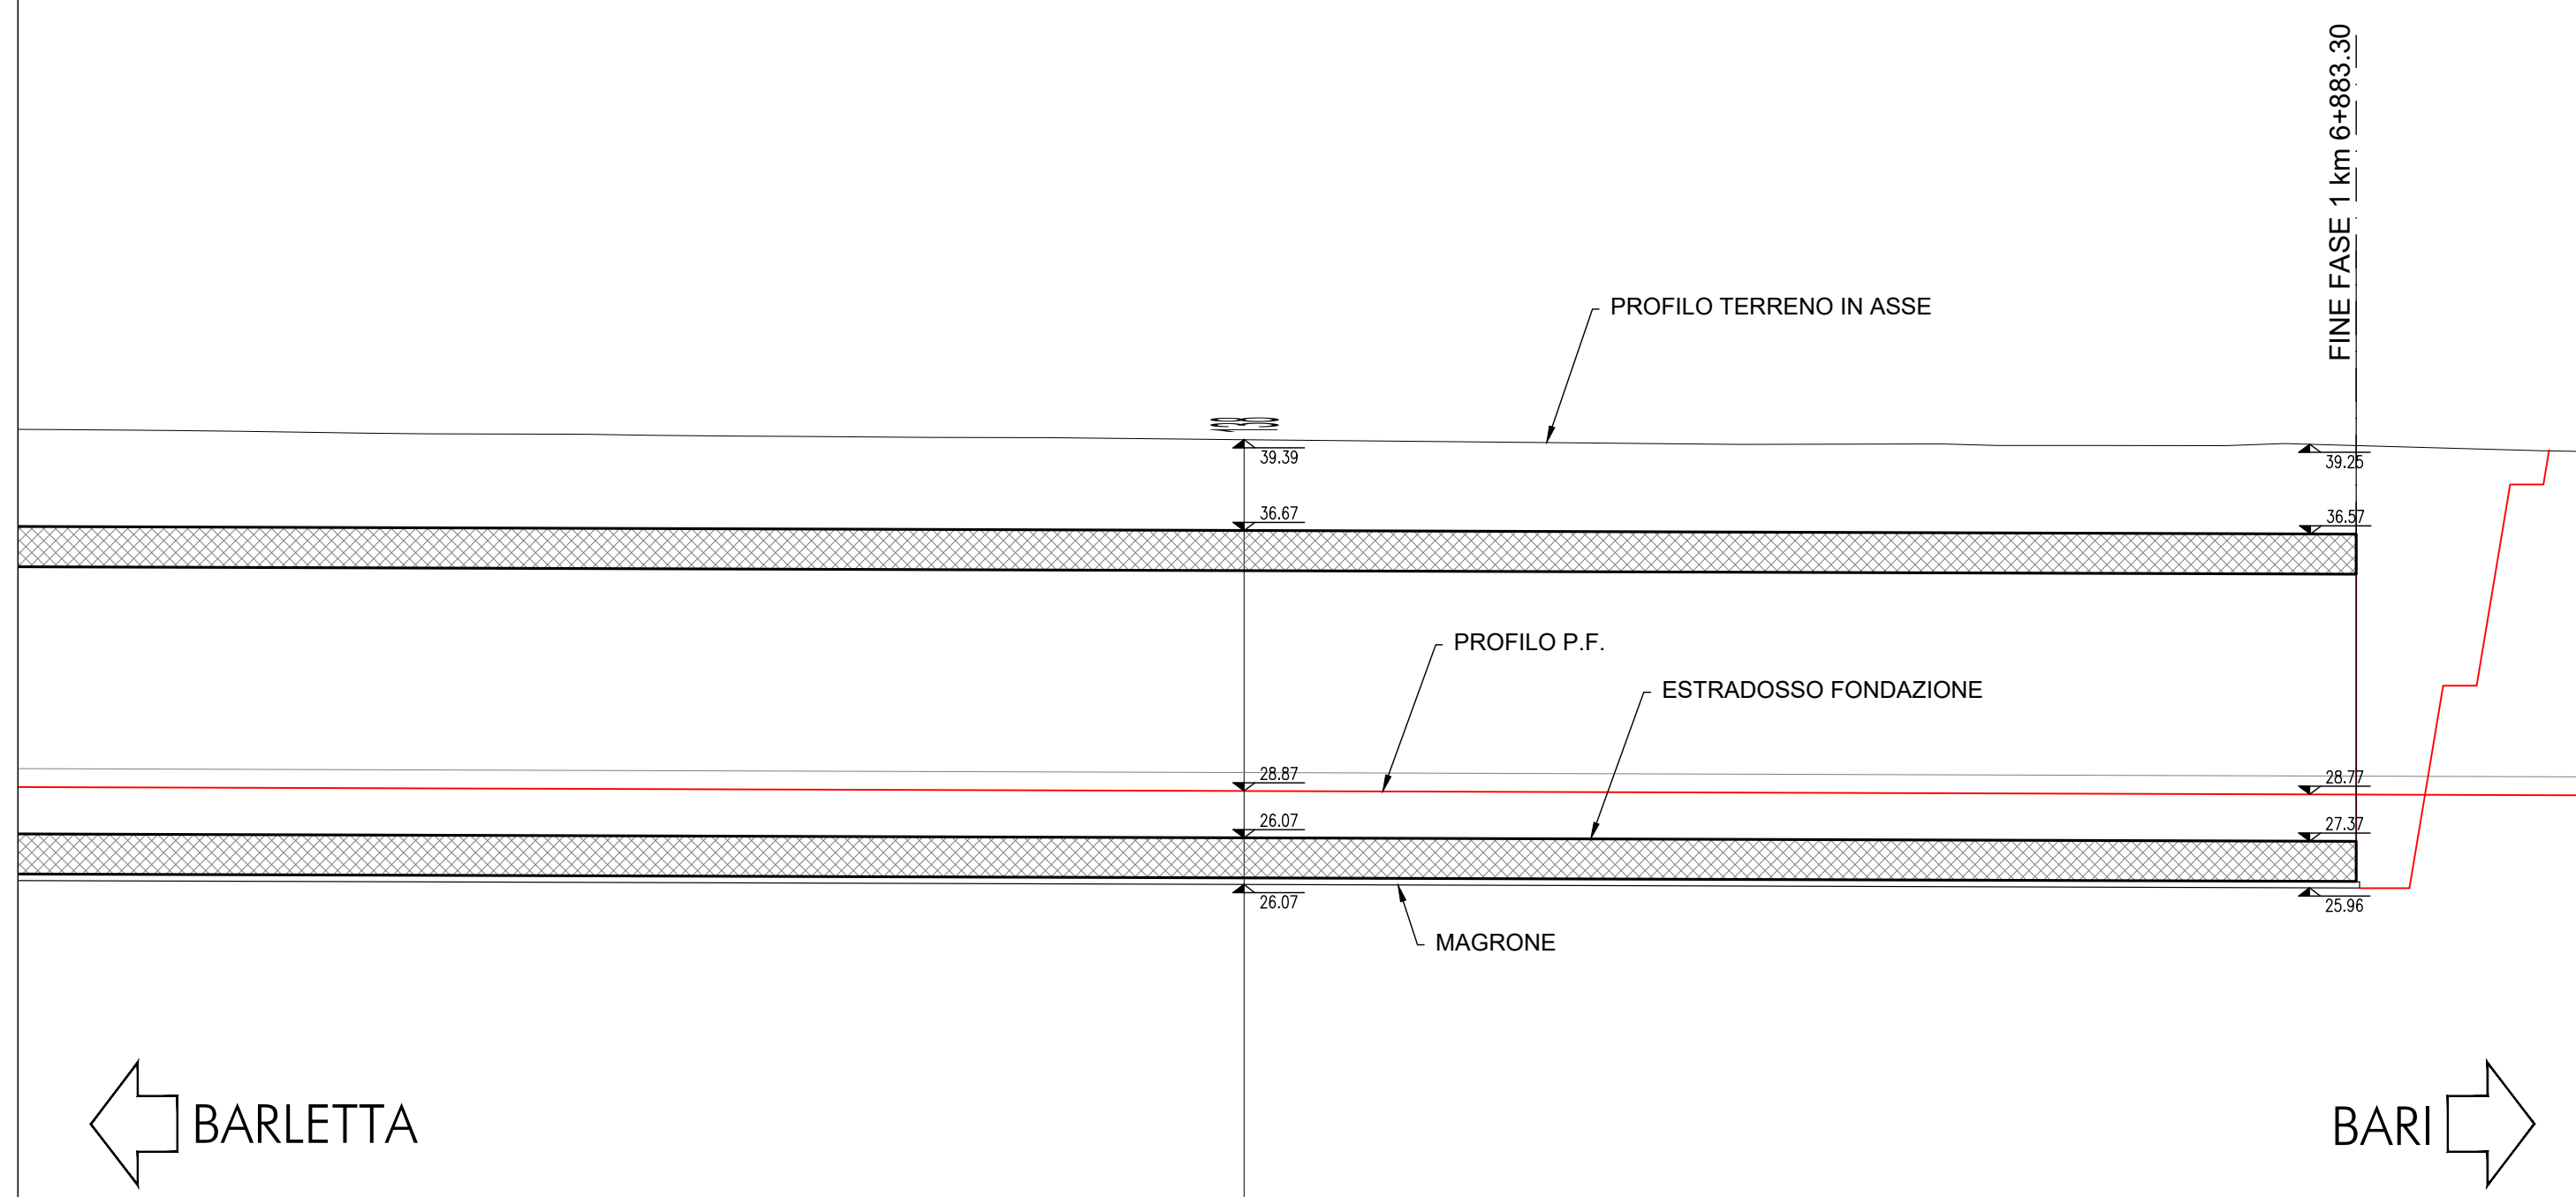 FINE FASE 1 km 6+883.30
PROFILO TERRENO IN ASSE
18
39.39
39.25
36.67
36.57
PROFILO P.F.
ESTRADOSSO FONDAZIONE
28.87
28.77
26.07
27.37
26.07
25.96
MAGRONE
BARLETTA
BARI